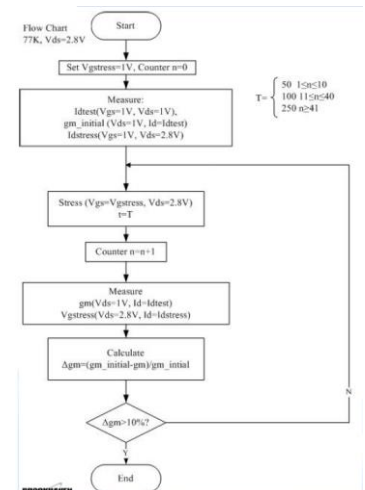 Flow Chart
77K, Vds=2.8V
Start
Set Vgstress=1V, Counter n=0
Measure:
Idtest(Vgs=1V, Vds=1V),
gm_initial (Vds=1V, Id=Idtest)
Idstress(Vgs=1V, Vds=2.8V)
T= { 50 1≤n≤10
100 11≤n≤40
250 n≥41
Stress (Vgs=Vgstress, Vds=2.8V)
t=T
Counter n=n+1
Measure
gm(Vds=1V, Id=Idtest)
Vgstress(Vds=2.8V, Id=Idstress)
Calculate
Δgm=(gm_initial-gm)/gm_intial
Δgm>10%?
N
Y
End
BROOKHAVEN